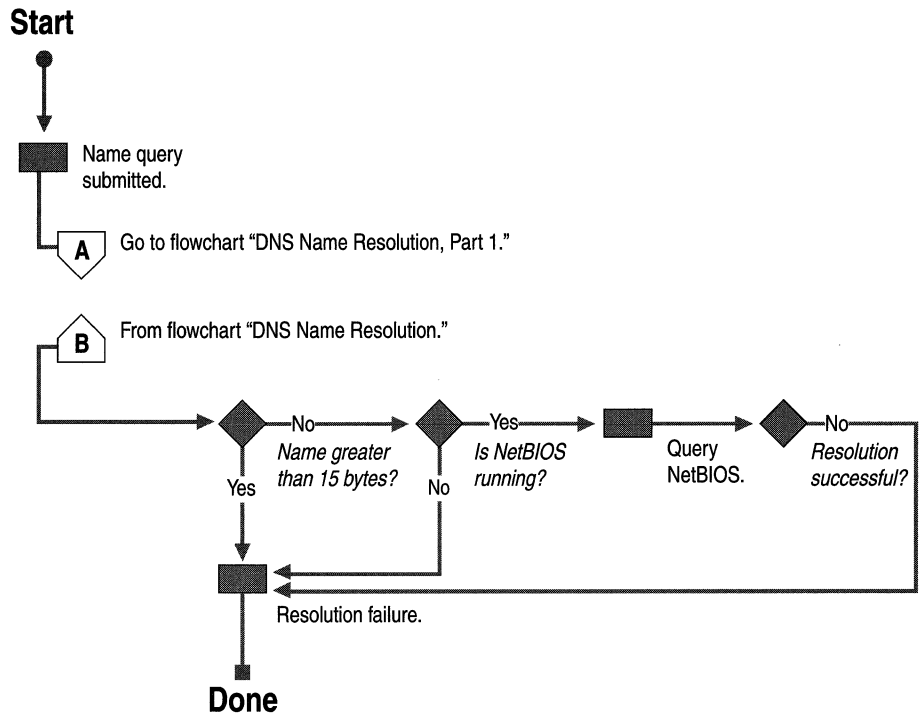 Start
Name query
submitted.
A
Go to flowchart “DNS Name Resolution, Part 1.”
B
From flowchart “DNS Name Resolution.”
No
Name greater
than 15 bytes?
Yes
Yes
Is NetBIOS
running?
No
Query
NetBIOS.
No
Resolution
successful?
Resolution failure.
Done